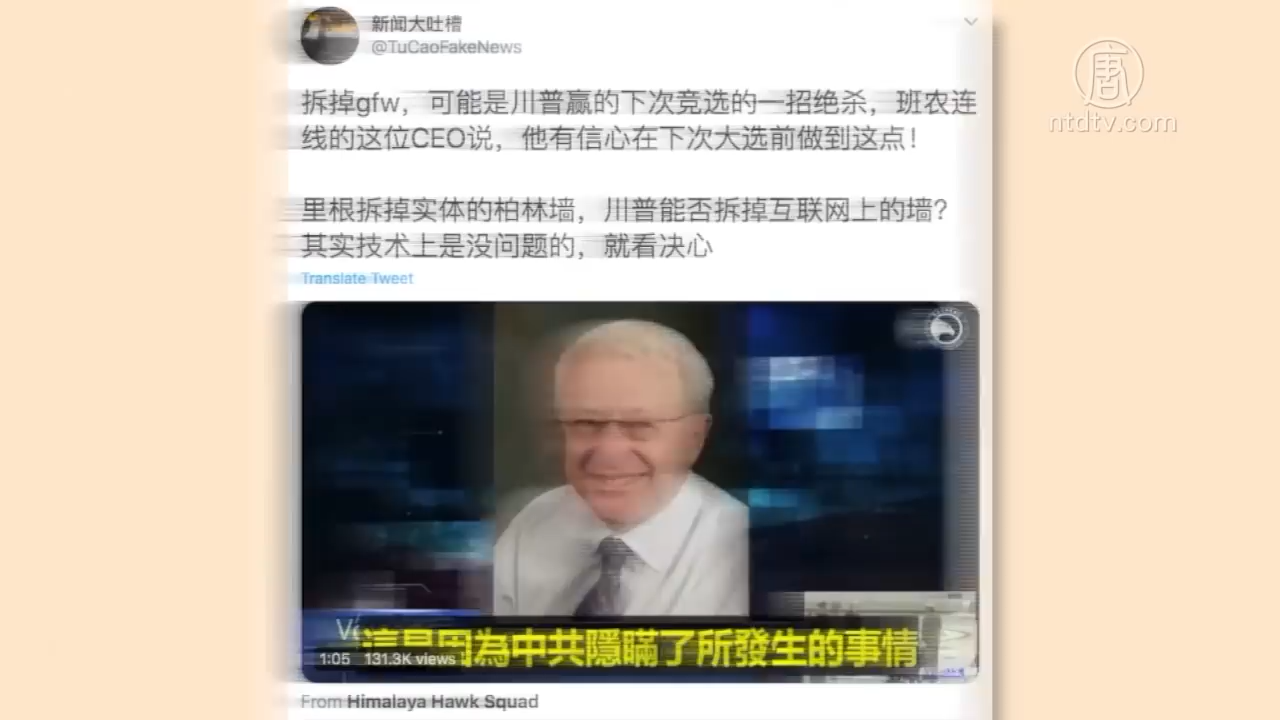 新闻大吐槽
@TuCaoFakeNews
唐
ntdtv.com
拆掉gfw，可能是川普赢的下次竞选的一招绝杀，班农连
线的这位CEO说，他有信心在下次大选前做到这点！
里根拆掉实体的柏林墙，川普能否拆掉互联网上的墙？
其实技术上是没问题的，就看决心
Translate Tweet
這是因為中共隱瞞了所發生的事情
1:05 131.3K views
From Himalaya Hawk Squad